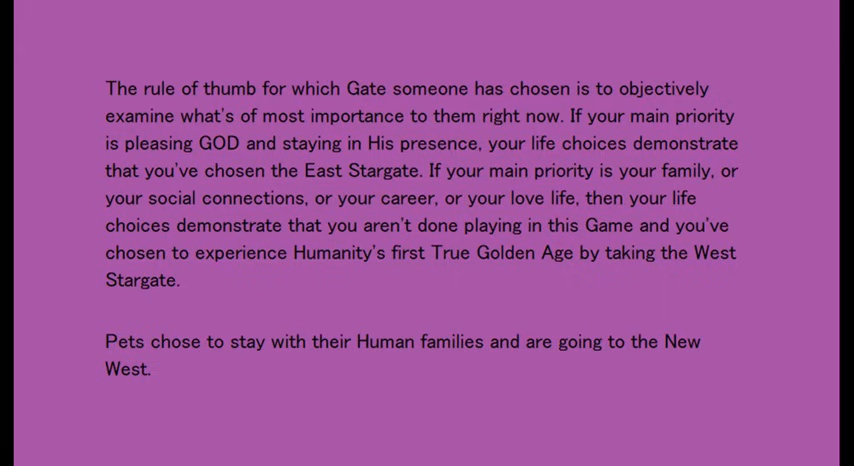 The rule of thumb for which Gate someone has chosen is to objectively
examine what's of most importance to them right now. If your main priority
is pleasing GOD and staying in His presence, your life choices demonstrate
that you've chosen the East Stargate. If your main priority is your family, or
your social connections, or your career, or your love life, then your life
choices demonstrate that you aren't done playing in this Game and you've
chosen to experience Humanity's first True Golden Age by taking the West
Stargate.
Pets chose to stay with their Human families and are going to the New
West.